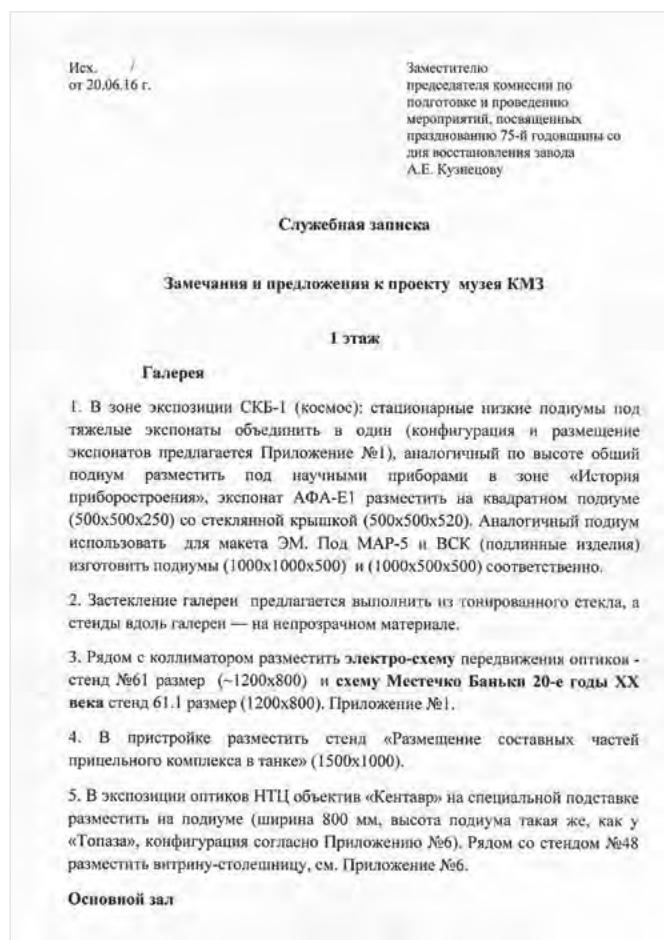 Исх. /
от 20.06.16 г.
Заместителю
председателя комиссии по
подготовке и проведению
мероприятий, посвященных
празднованию 75-й годовщины со
дня восстановления завода
А.Е. Кузнецову
Служебная записка
Замечания и предложения к проекту музея КМЗ
1 этаж
Галерея
1. В зоне экспозиции СКБ-1 (космос): стационарные низкие подиумы под
тяжелые экспонаты объединить в один (конфигурация и размещение
экспонатов предлагается Приложение №1), аналогичный по высоте общий
подиум разместить под научными приборами в зоне «История
приборостроения», экспонат АФА-Е1 разместить на квадратном подиуме
(500х500х250) со стеклянной крышкой (500х500х520). Аналогичный подиум
использовать для макета ЭМ. Под МАР-5 и ВСК (подлинные изделия)
изготовить подиумы (1000х1000х500) и (1000х500х500) соответственно.
2. Застекление галереи предлагается выполнить из тонированного стекла, а
стенды вдоль галереи — на непрозрачном материале.
3. Рядом с коллиматором разместить электро-схему передвижения оптиков -
стенд №61 размер (~1200х800) и схему Местечко Баньки 20-е годы ХХ
века стенд 61.1 размер (1200х800). Приложение №1.
4. В пристройке разместить стенд «Размещение составных частей
прицельного комплекса в танке» (1500х1000).
5. В экспозиции оптиков НТЦ объектив «Кентавр» на специальной подставке
разместить на подиуме (ширина 800 мм, высота подиума такая же, как у
«Топаза», конфигурация согласно Приложению №6). Рядом со стендом №48
разместить витрину-столешницу, см. Приложение №6.
Основной зал